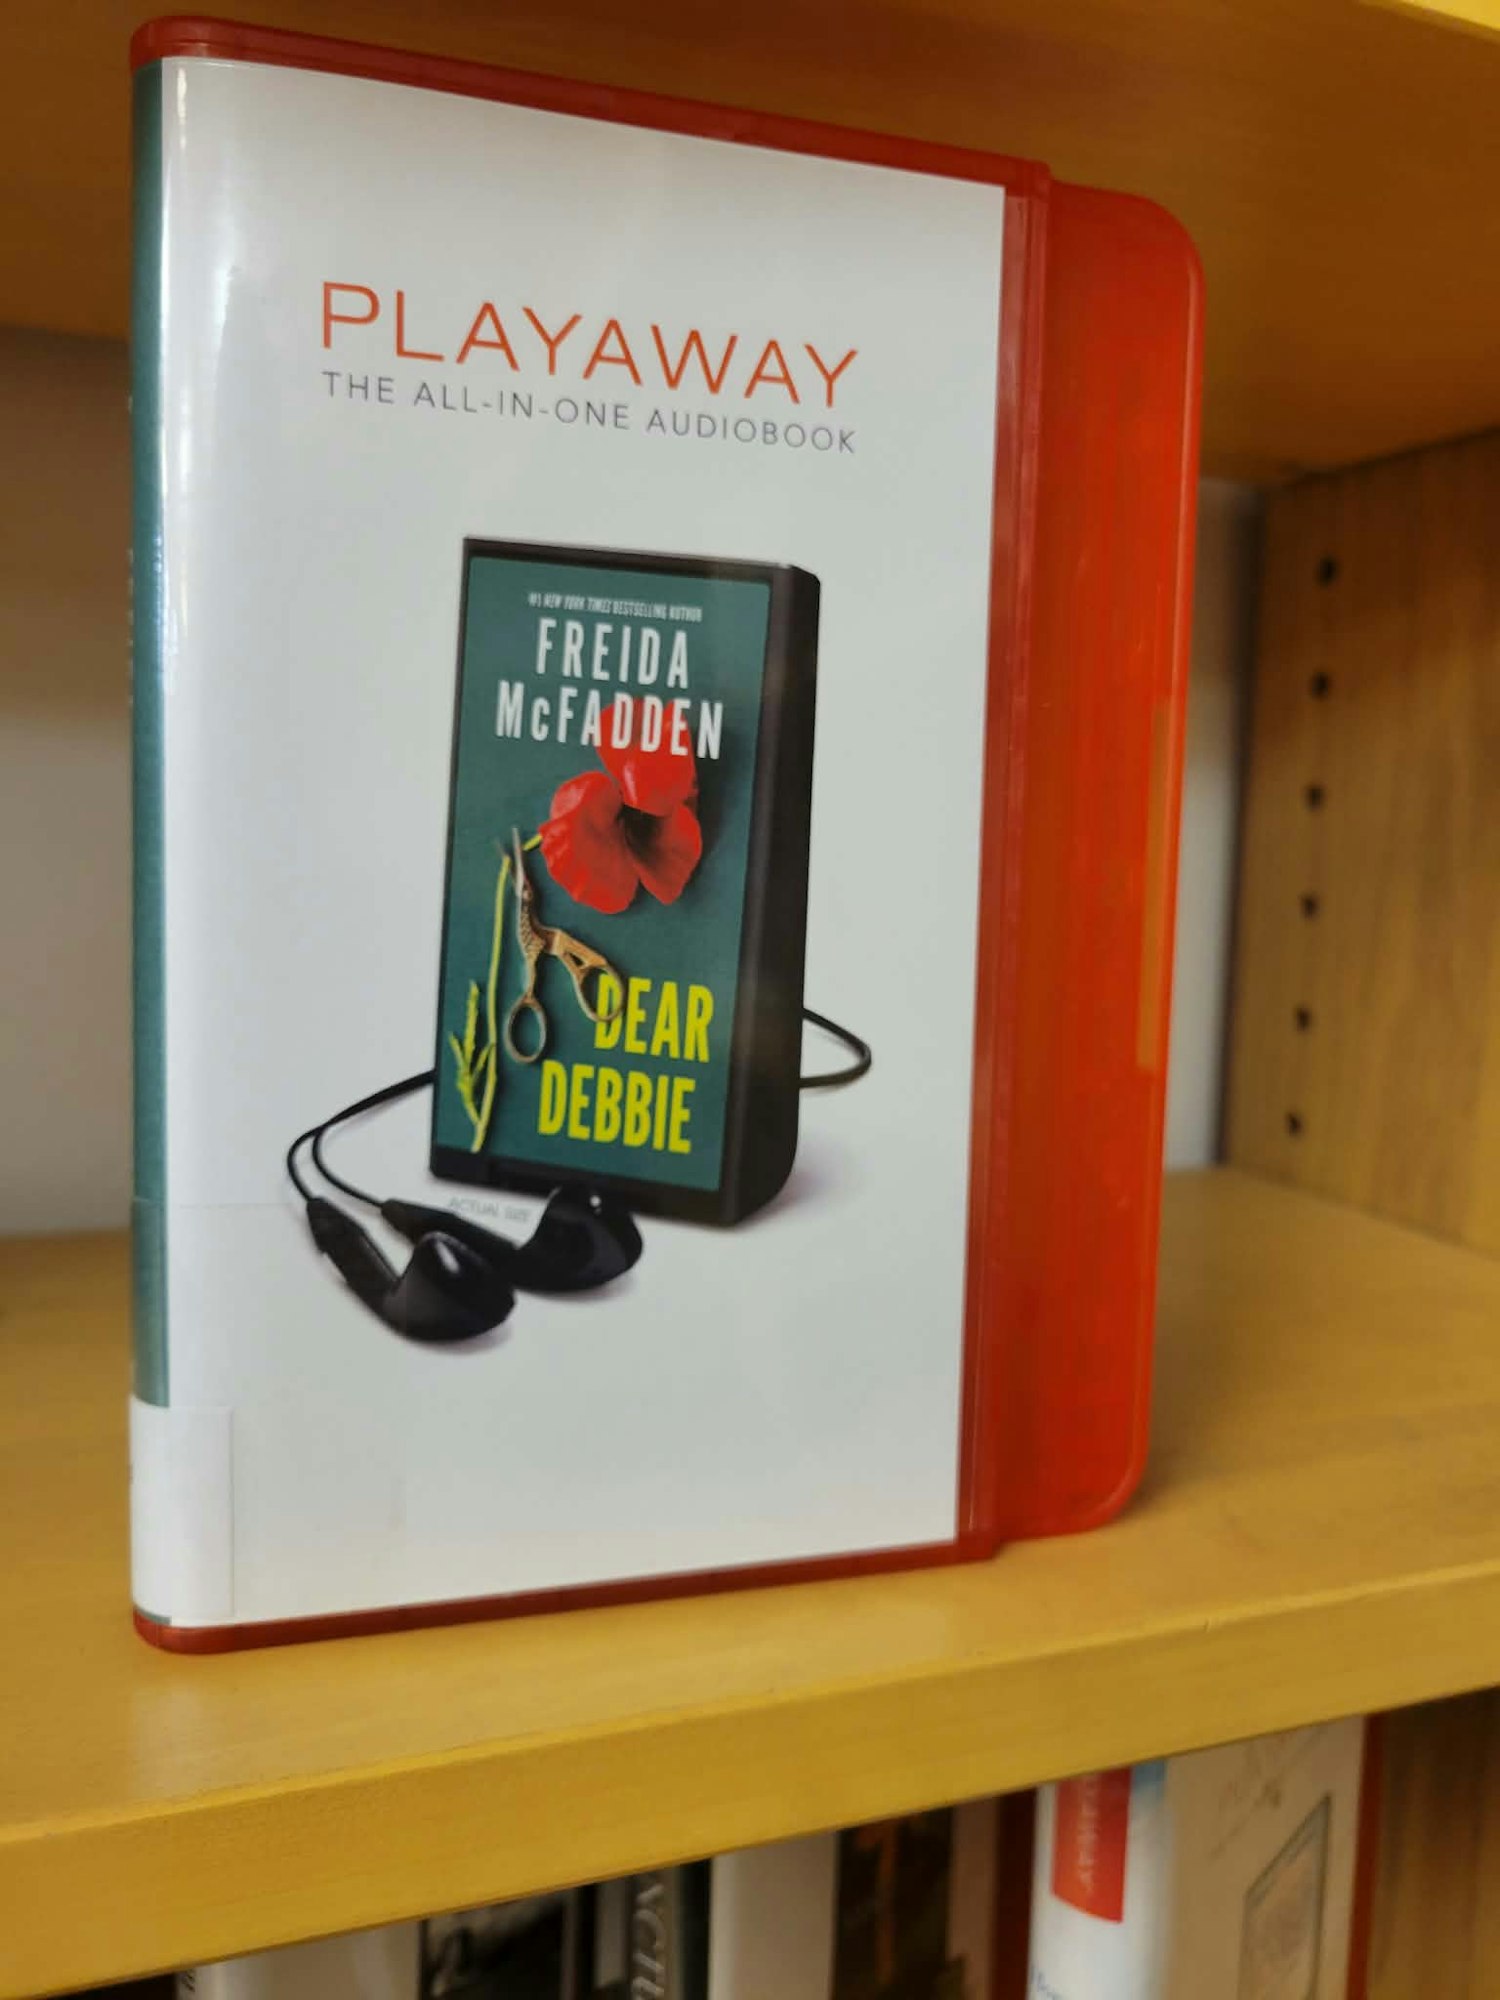 PLAYAWAY
THE ALL-IN-ONE AUDIOBOOK
#1 NEW YORK TIMES BESTSELLING AUTHOR
FREIDA
McFADDEN
DEAR
DEBBIE
ACTUAL SIZE